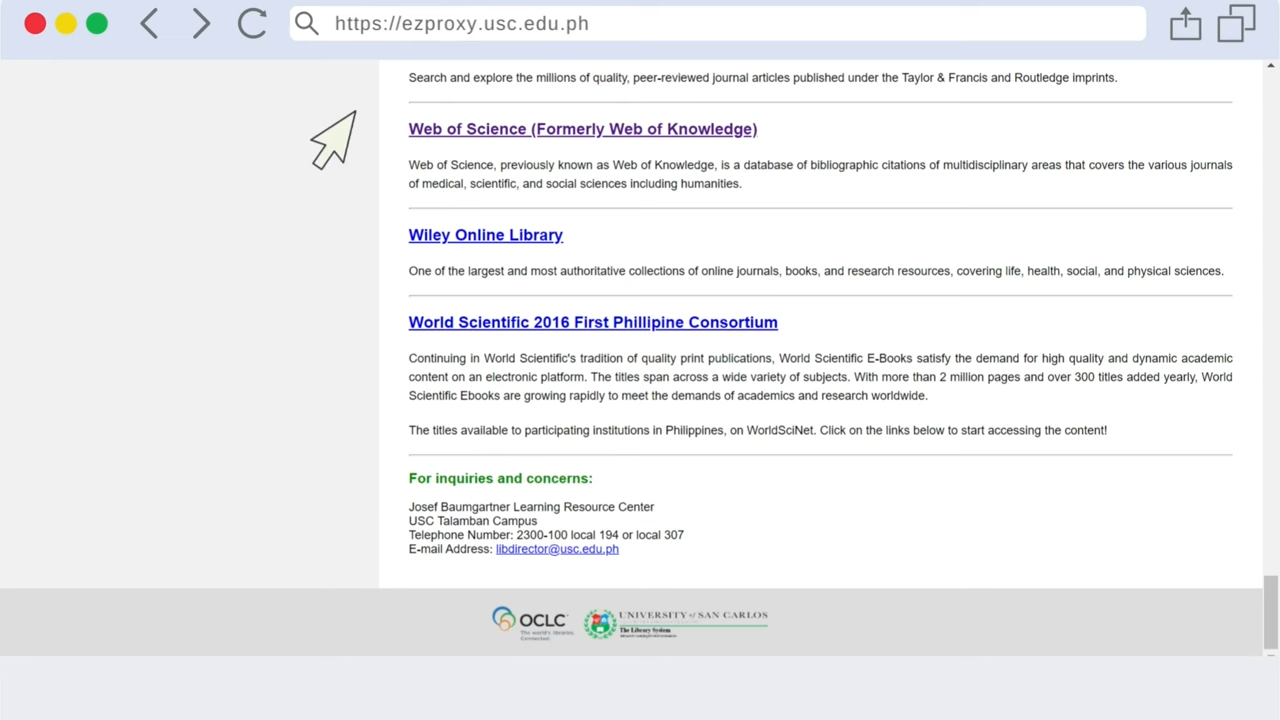 https://ezproxy.usc.edu.ph
Search and explore the millions of quality, peer-reviewed journal articles published under the Taylor & Francis and Routledge imprints.
Web of Science (Formerly Web of Knowledge)
Web of Science, previously known as Web of Knowledge, is a database of bibliographic citations of multidisciplinary areas that covers the various journals
of medical, scientific, and social sciences including humanities.
Wiley Online Library
One of the largest and most authoritative collections of online journals, books, and research resources, covering life, health, social, and physical sciences.
World Scientific 2016 First Phillipine Consortium
Continuing in World Scientific's tradition of quality print publications, World Scientific E-Books satisfy the demand for high quality and dynamic academic
content on an electronic platform. The titles span across a wide variety of subjects. With more than 2 million pages and over 300 titles added yearly, World
Scientific Ebooks are growing rapidly to meet the demands of academics and research worldwide.
The titles available to participating institutions in Philippines, on WorldSciNet. Click on the links below to start accessing the content!
For inquiries and concerns:
Josef Baumgartner Learning Resource Center
USC Talamban Campus
Telephone Number: 2300-100 local 194 or local 307
E-mail Address: libdirector@usc.edu.ph
OCLC
The world's libraries.
Connected.
UNIVERSITY of SAN CARLOS
The Library System